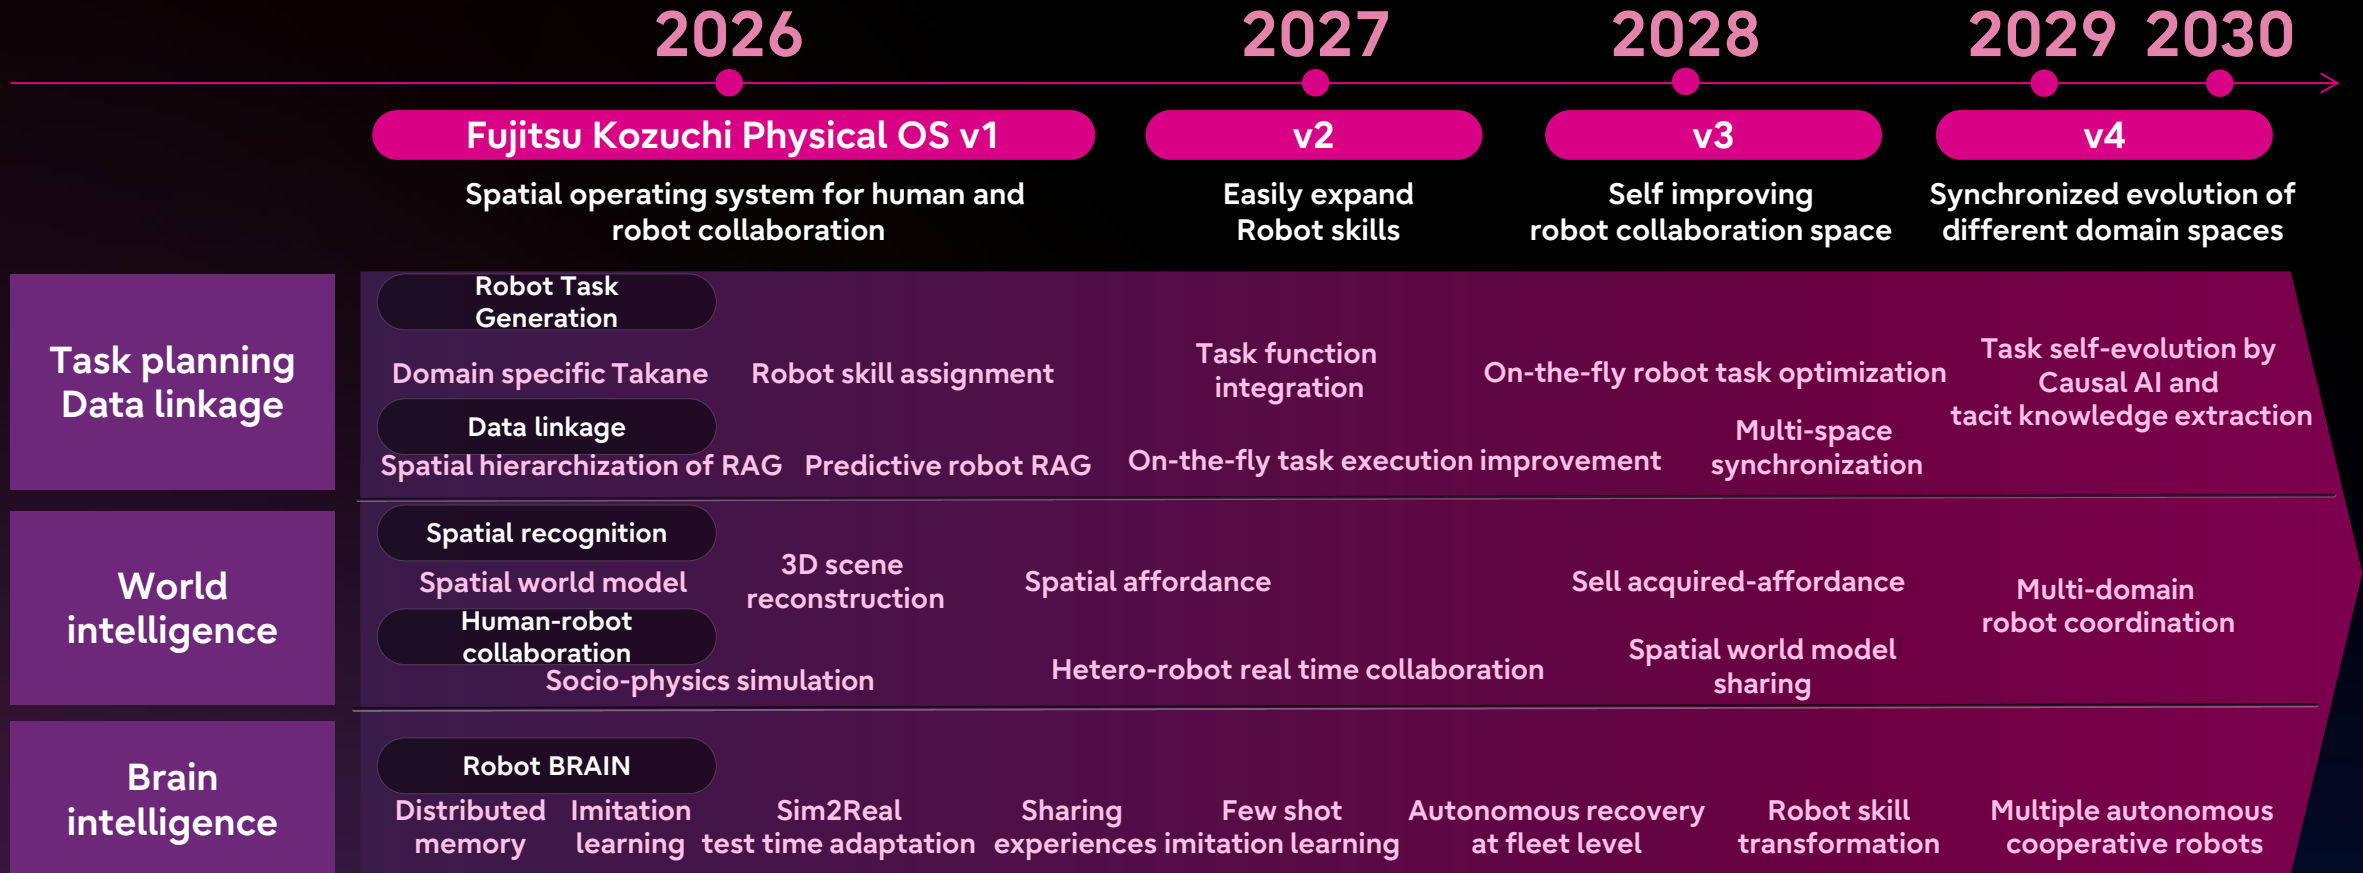 2026
2027
2028
2029
2030
Fujitsu Kozuchi Physical OS v1
v2
v3
v4
Spatial operating system for human and
robot collaboration
Easily expand
Robot skills
Self improving
robot collaboration space
Synchronized evolution of
different domain spaces
Task planning
Data linkage
Robot Task
Generation
Domain specific Takane
Robot skill assignment
Task function
integration
On-the-fly robot task optimization
Task self-evolution by
Causal AI and
tacit knowledge extraction
Data linkage
Spatial hierarchization of RAG
Predictive robot RAG
On-the-fly task execution improvement
Multi-space
synchronization
World
intelligence
Spatial recognition
Spatial world model
3D scene
reconstruction
Spatial affordance
Sell acquired-affordance
Multi-domain
robot coordination
Human-robot
collaboration
Socio-physics simulation
Hetero-robot real time collaboration
Spatial world model
sharing
Brain
intelligence
Robot BRAIN
Distributed
memory
Imitation
learning
Sim2Real
test time adaptation
Sharing
experiences
Few shot
imitation learning
Autonomous recovery
at fleet level
Robot skill
transformation
Multiple autonomous
cooperative robots